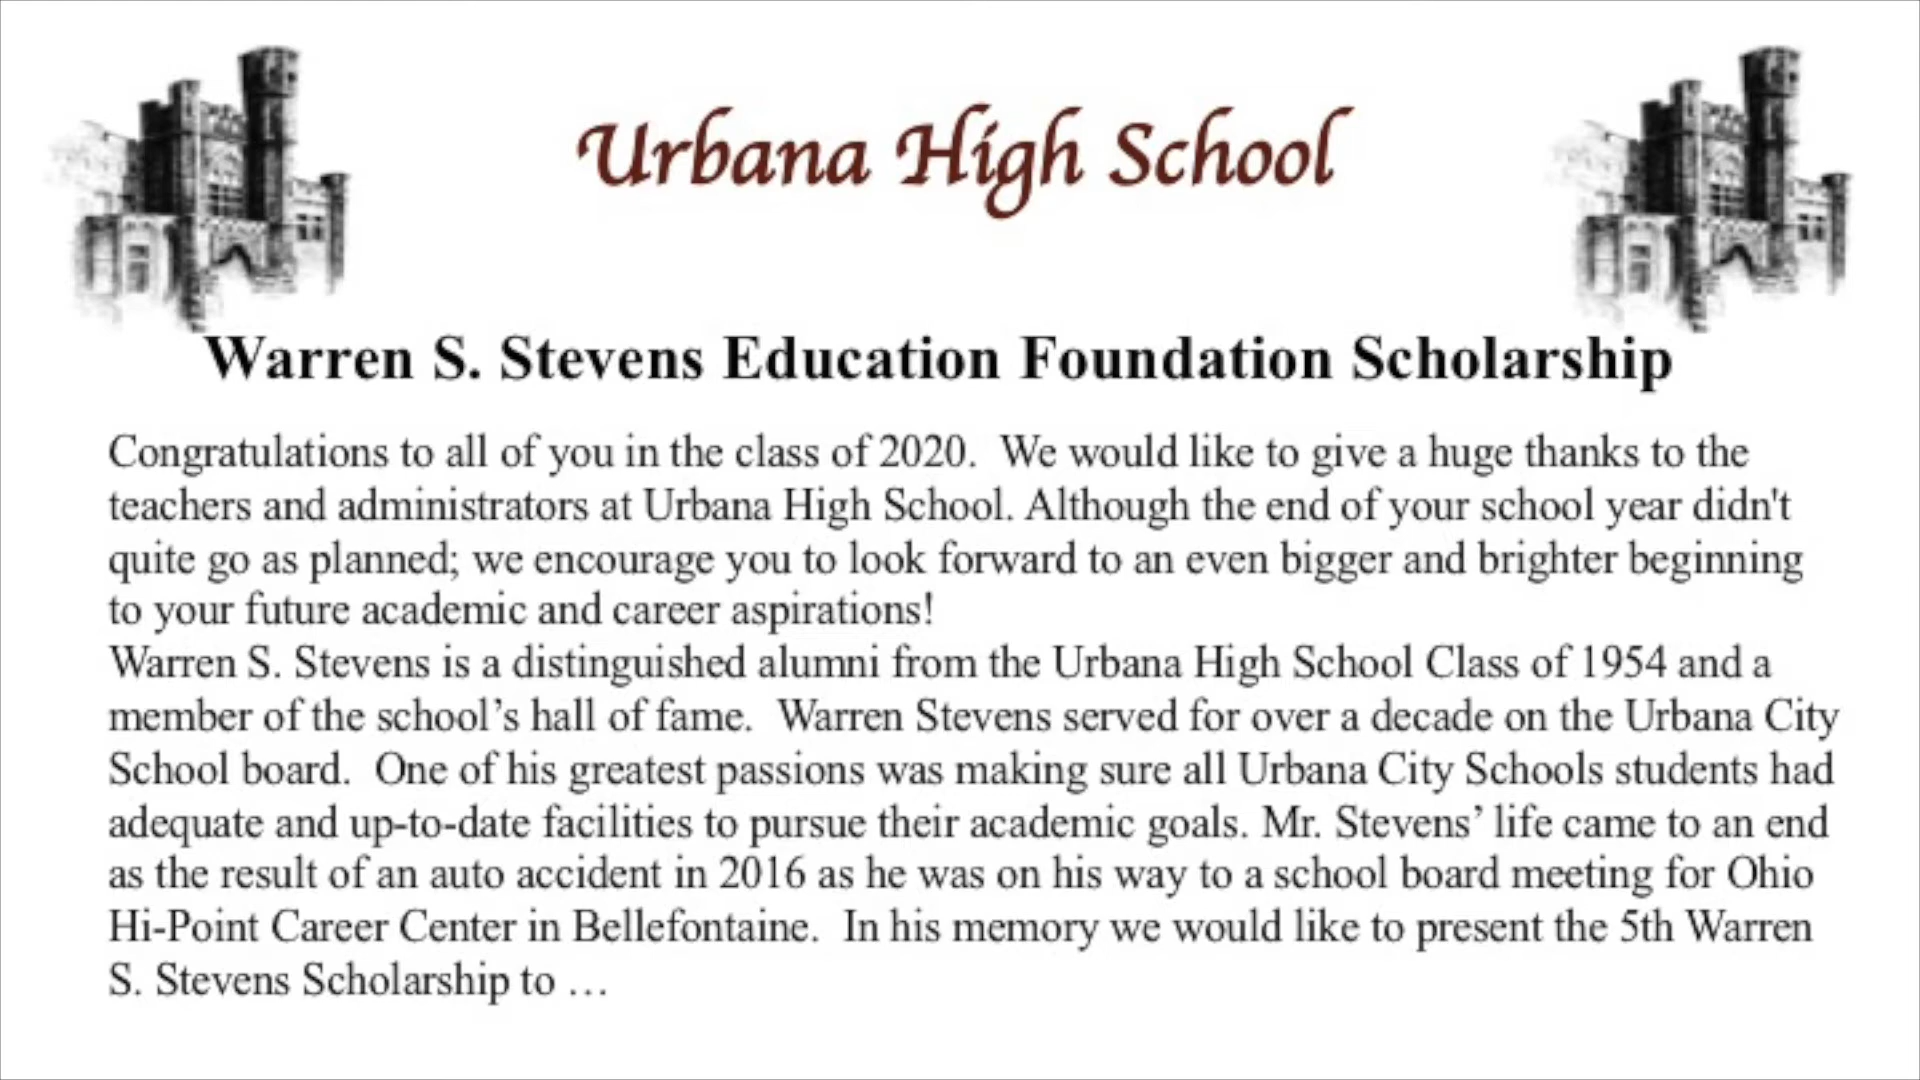 Urbana High School
Warren S. Stevens Education Foundation Scholarship
Congratulations to all of you in the class of 2020.  We would like to give a huge thanks to the
teachers and administrators at Urbana High School. Although the end of your school year didn't
quite go as planned; we encourage you to look forward to an even bigger and brighter beginning
to your future academic and career aspirations!
Warren S. Stevens is a distinguished alumni from the Urbana High School Class of 1954 and a
member of the school’s hall of fame.  Warren Stevens served for over a decade on the Urbana City
School board.  One of his greatest passions was making sure all Urbana City Schools students had
adequate and up-to-date facilities to pursue their academic goals. Mr. Stevens’ life came to an end
as the result of an auto accident in 2016 as he was on his way to a school board meeting for Ohio
Hi-Point Career Center in Bellefontaine.  In his memory we would like to present the 5th Warren
S. Stevens Scholarship to …